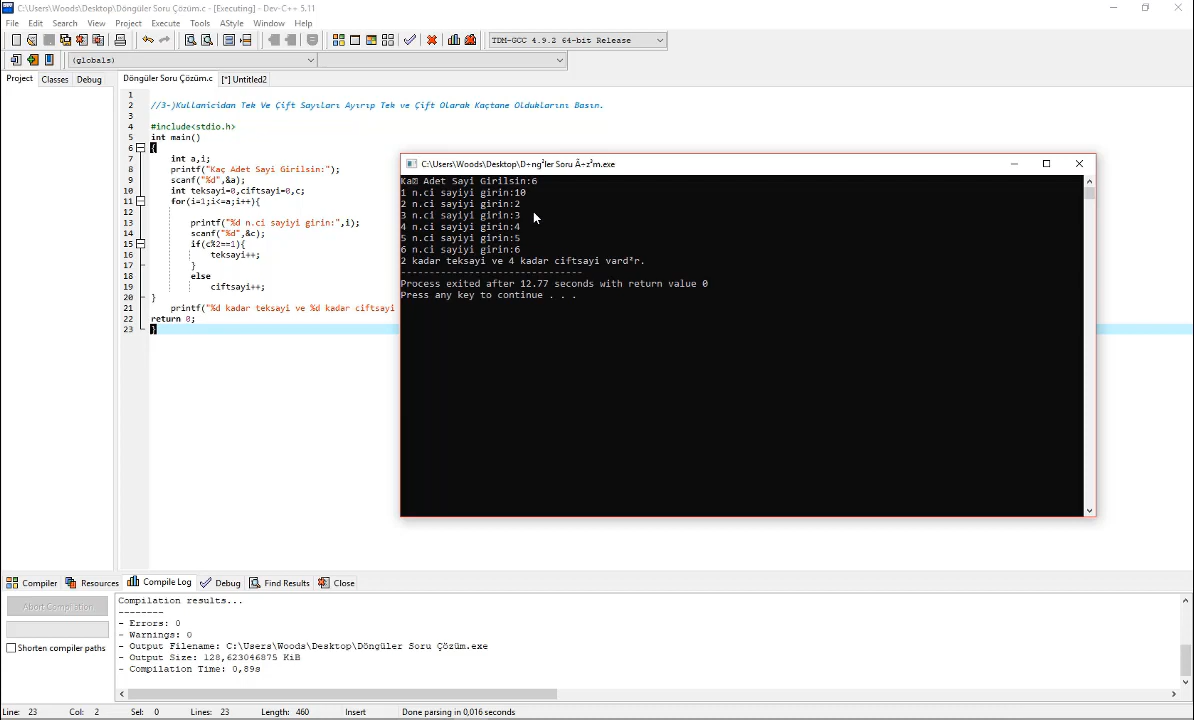 C:\Users\Woods\Desktop\Döngüler Soru Çözüm.c - [Executing] - Dev-C++ 5.11
File Edit Search View Project Execute Tools AStyle Window Help
TDM-GCC 4.9.2 64-bit Release
(globals)
Project Classes Debug Döngüler Soru Çözüm.c [*] Untitled2
1
2 //3-)Kullanicidan Tek Ve Çift Sayıları Ayırıp Tek ve Çift Olarak Kaçtane Olduklarını Basın.
3
4 #include<stdio.h>
5 int main()
6 {
7 int a,i;
8 printf("Kaç Adet Sayi Girilsin:");
9 scanf("%d",&a);
10 int teksayi=0,ciftsayi=0,c;
11 for(i=1;i<=a;i++){
12
13 printf("%d n.ci sayiyi girin:",i);
14 scanf("%d",&c);
15 if(c%2==1){
16 teksayi++;
17 }
18 else
19 ciftsayi++;
20 }
21 printf("%d kadar teksayi ve %d kadar ciftsayi
22 return 0;
23 }
C:\Users\Woods\Desktop\D÷ng³ler Soru Ã÷z³m.exe
Ka Adet Sayi Girilsin:6
1 n.ci sayiyi girin:10
2 n.ci sayiyi girin:2
3 n.ci sayiyi girin:3
4 n.ci sayiyi girin:4
5 n.ci sayiyi girin:5
6 n.ci sayiyi girin:6
2 kadar teksayi ve 4 kadar ciftsayi vard²r.
--------------------------------
Process exited after 12.77 seconds with return value 0
Press any key to continue . . .
Compiler Resources Compile Log Debug Find Results Close
Abort Compilation
Shorten compiler paths
Compilation results...
--------
- Errors: 0
- Warnings: 0
- Output Filename: C:\Users\Woods\Desktop\Döngüler Soru Çözüm.exe
- Output Size: 128,623046875 KiB
- Compilation Time: 0,89s
Line: 23 Col: 2 Sel: 0 Lines: 23 Length: 460 Insert Done parsing in 0,016 seconds